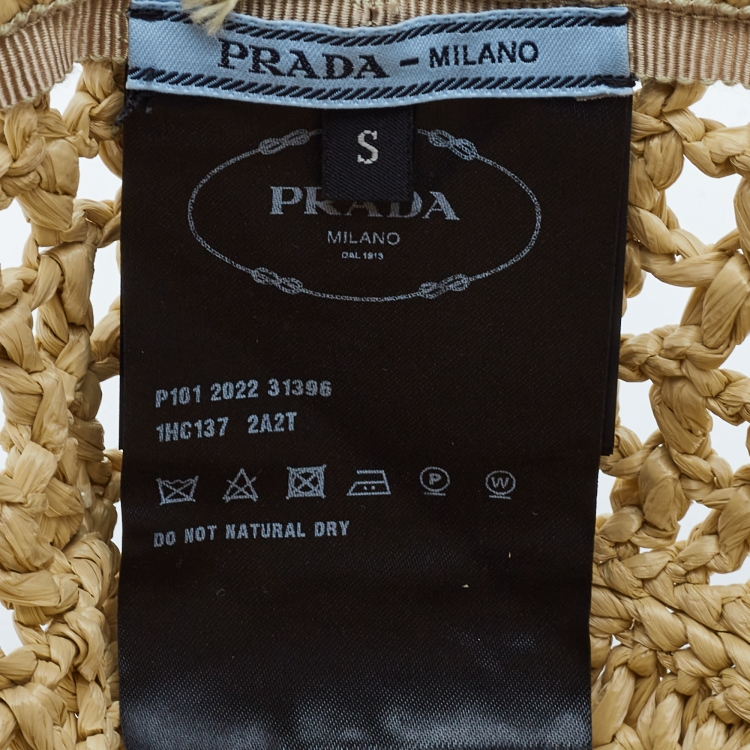 PRADA - MILANO
S
PRADA
MILANO
DAL 1913
P101 2022 31396
1HC137 2A2T
P W
DO NOT NATURAL DRY